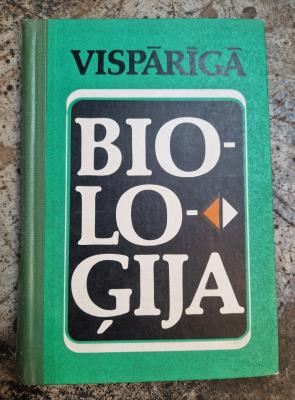 VISPĀRĪGĀ
BIO-
LO-
ĢIJA